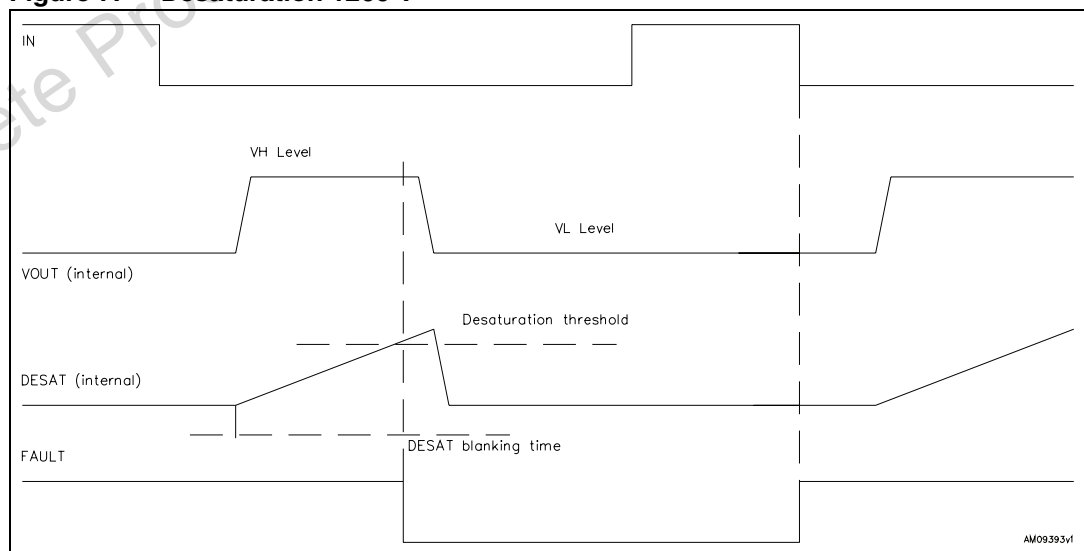 IN
VH Level
VL Level
VOUT (internal)
Desaturation threshold
DESAT (internal)
DESAT blanking time
FAULT
AM09393v1